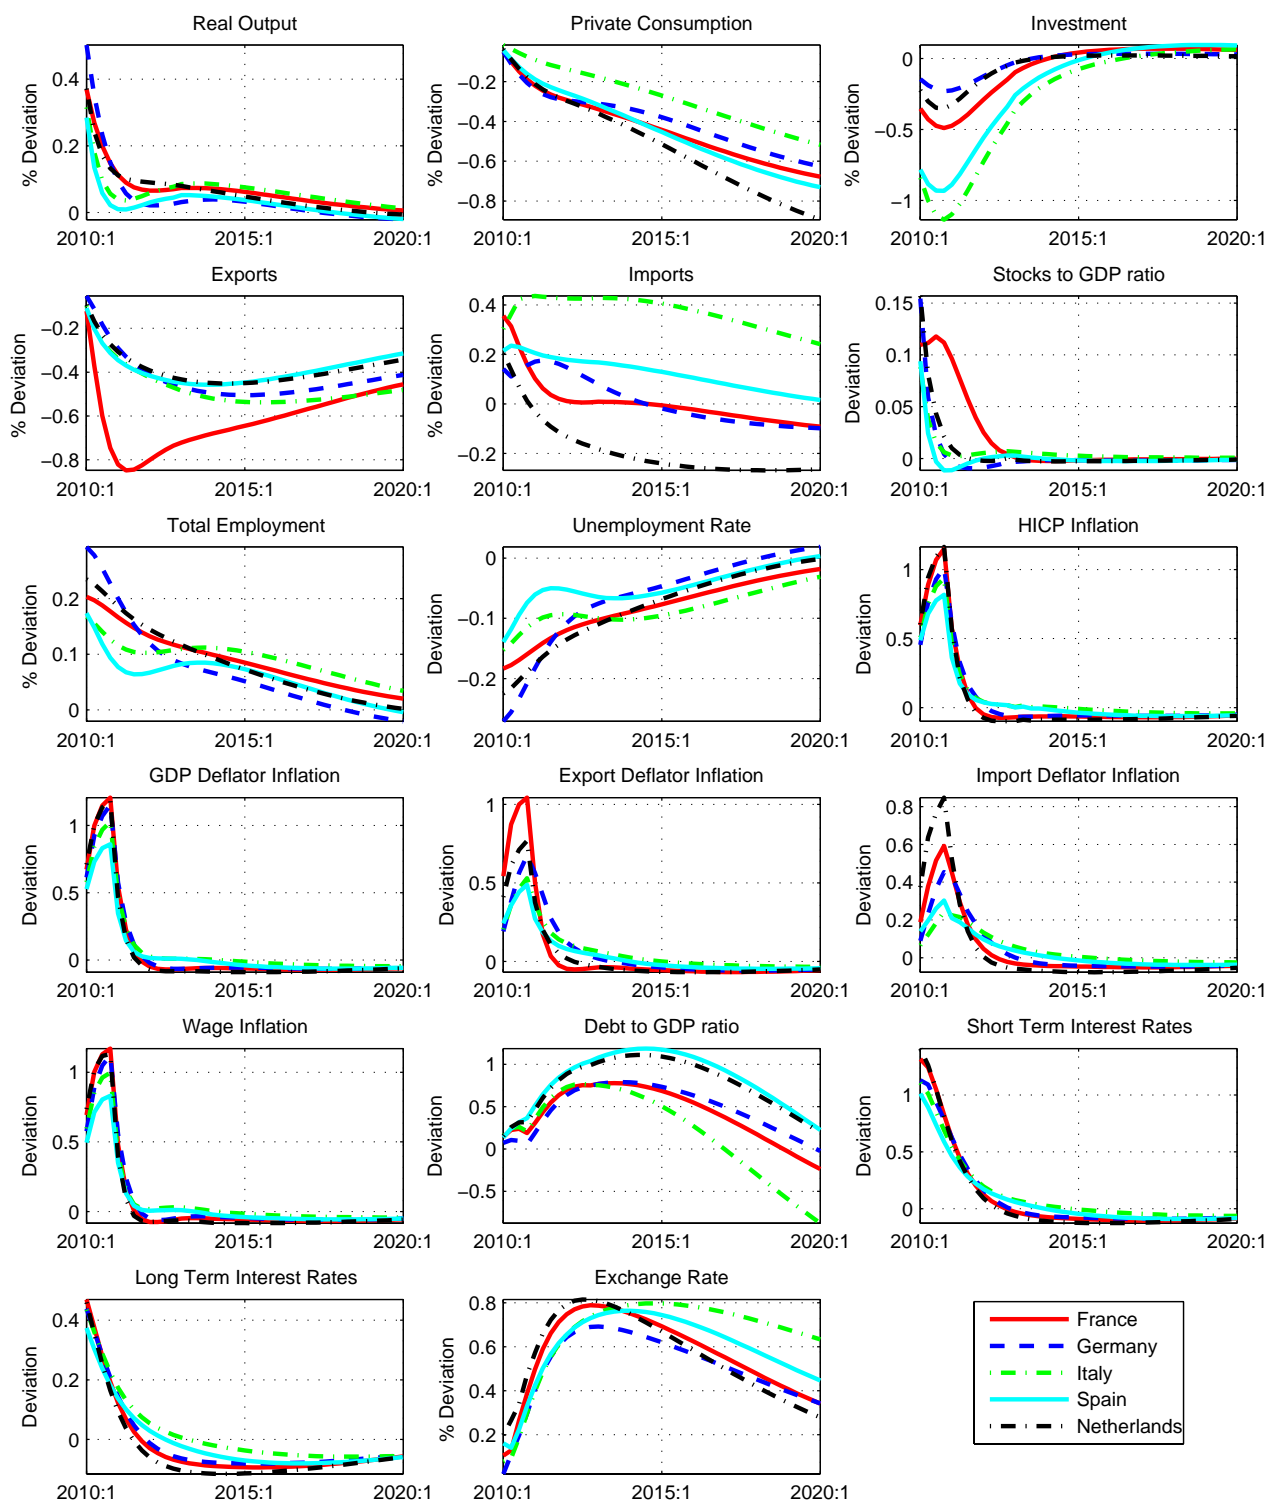 Real Output
Private Consumption
Investment
% Deviation
0.4
0.2
0
2010:1 2015:1 2020:1
% Deviation
−0.2
−0.4
−0.6
−0.8
2010:1 2015:1 2020:1
% Deviation
0
−0.5
−1
2010:1 2015:1 2020:1
Exports
Imports
Stocks to GDP ratio
% Deviation
−0.2
−0.4
−0.6
−0.8
2010:1 2015:1 2020:1
% Deviation
0.4
0.2
0
−0.2
2010:1 2015:1 2020:1
Deviation
0.15
0.1
0.05
0
2010:1 2015:1 2020:1
Total Employment
Unemployment Rate
HICP Inflation
% Deviation
0.2
0.1
0
2010:1 2015:1 2020:1
Deviation
0
−0.1
−0.2
2010:1 2015:1 2020:1
Deviation
1
0.5
0
2010:1 2015:1 2020:1
GDP Deflator Inflation
Export Deflator Inflation
Import Deflator Inflation
Deviation
1
0.5
0
2010:1 2015:1 2020:1
Deviation
1
0.5
0
2010:1 2015:1 2020:1
Deviation
0.8
0.6
0.4
0.2
0
2010:1 2015:1 2020:1
Wage Inflation
Debt to GDP ratio
Short Term Interest Rates
Deviation
1
0.5
0
2010:1 2015:1 2020:1
Deviation
1
0.5
0
−0.5
2010:1 2015:1 2020:1
Deviation
1
0.5
0
2010:1 2015:1 2020:1
Long Term Interest Rates
Exchange Rate
Deviation
0.4
0.2
0
2010:1 2015:1 2020:1
% Deviation
0.8
0.6
0.4
0.2
2010:1 2015:1 2020:1
France
Germany
Italy
Spain
Netherlands